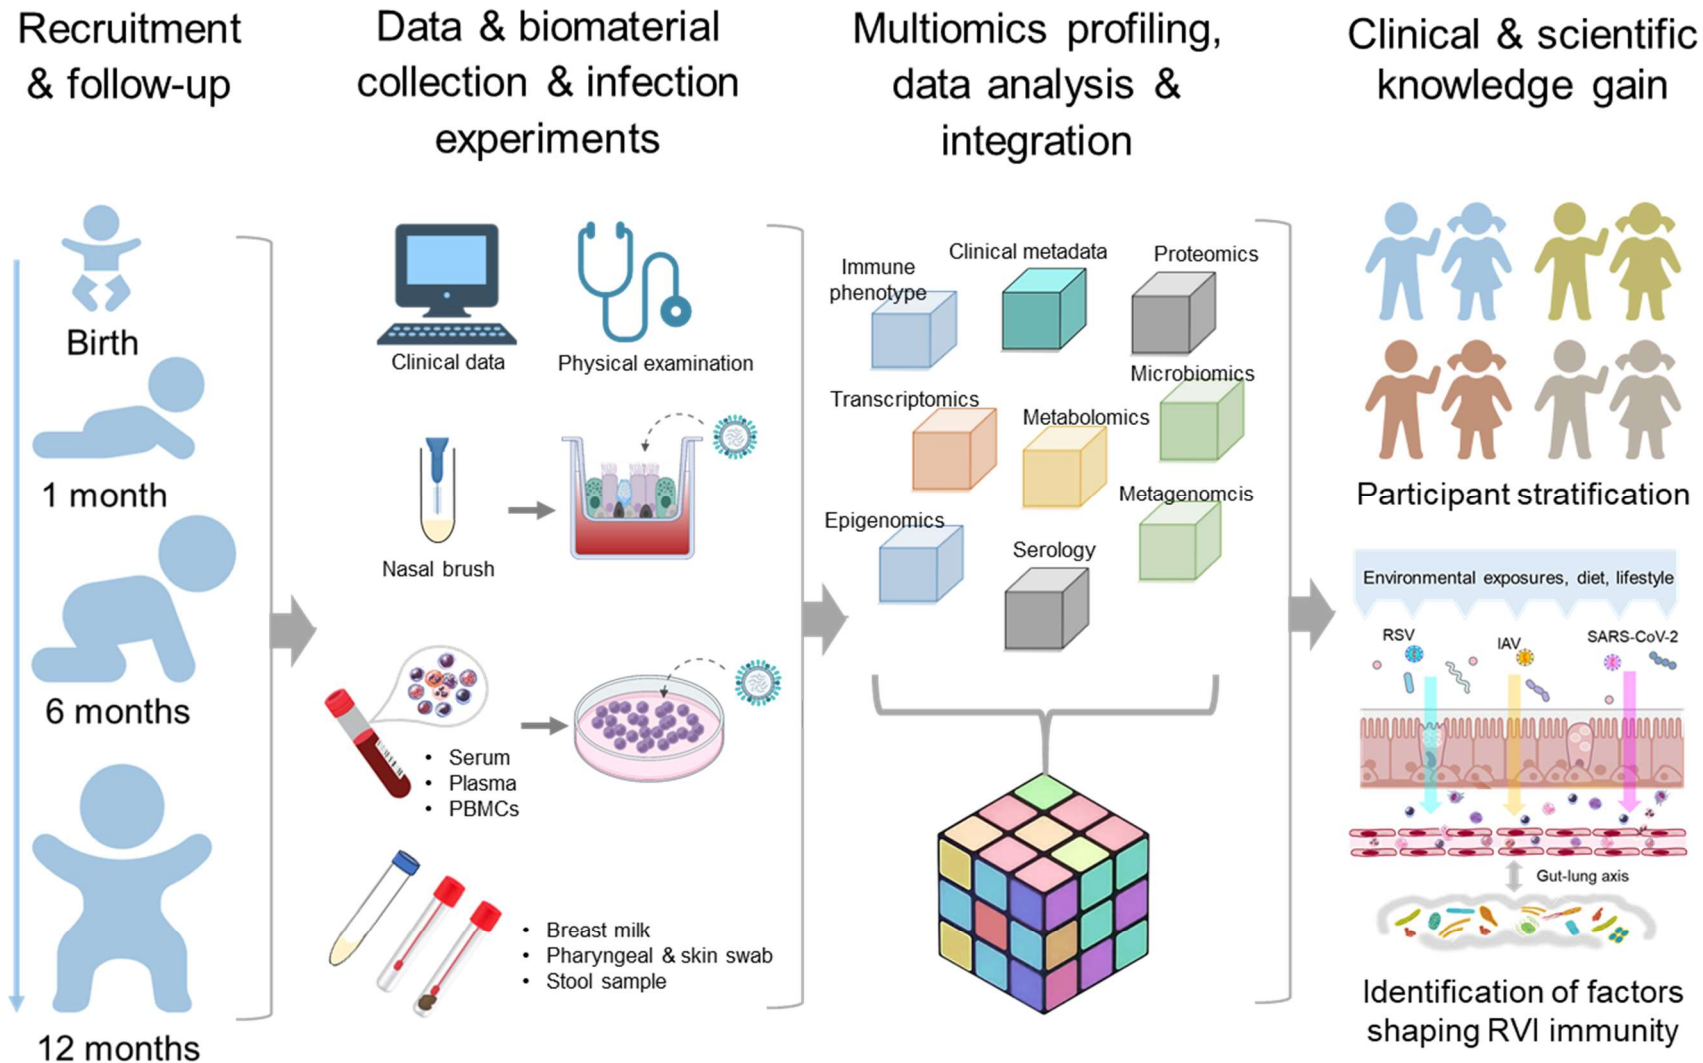 Recruitment
& follow-up
Birth
1 month
6 months
12 months
Data & biomaterial
collection & infection
experiments
Clinical data
Physical examination
Nasal brush
• Serum
• Plasma
• PBMCs
• Breast milk
• Pharyngeal & skin swab
• Stool sample
Multiomics profiling,
data analysis &
integration
Immune
phenotype
Clinical metadata
Proteomics
Transcriptomics
Metabolomics
Microbiomics
Epigenomics
Serology
Metagenomcis
Clinical & scientific
knowledge gain
Participant stratification
Environmental exposures, diet, lifestyle
RSV
IAV
SARS-CoV-2
Gut-lung axis
Identification of factors
shaping RVI immunity